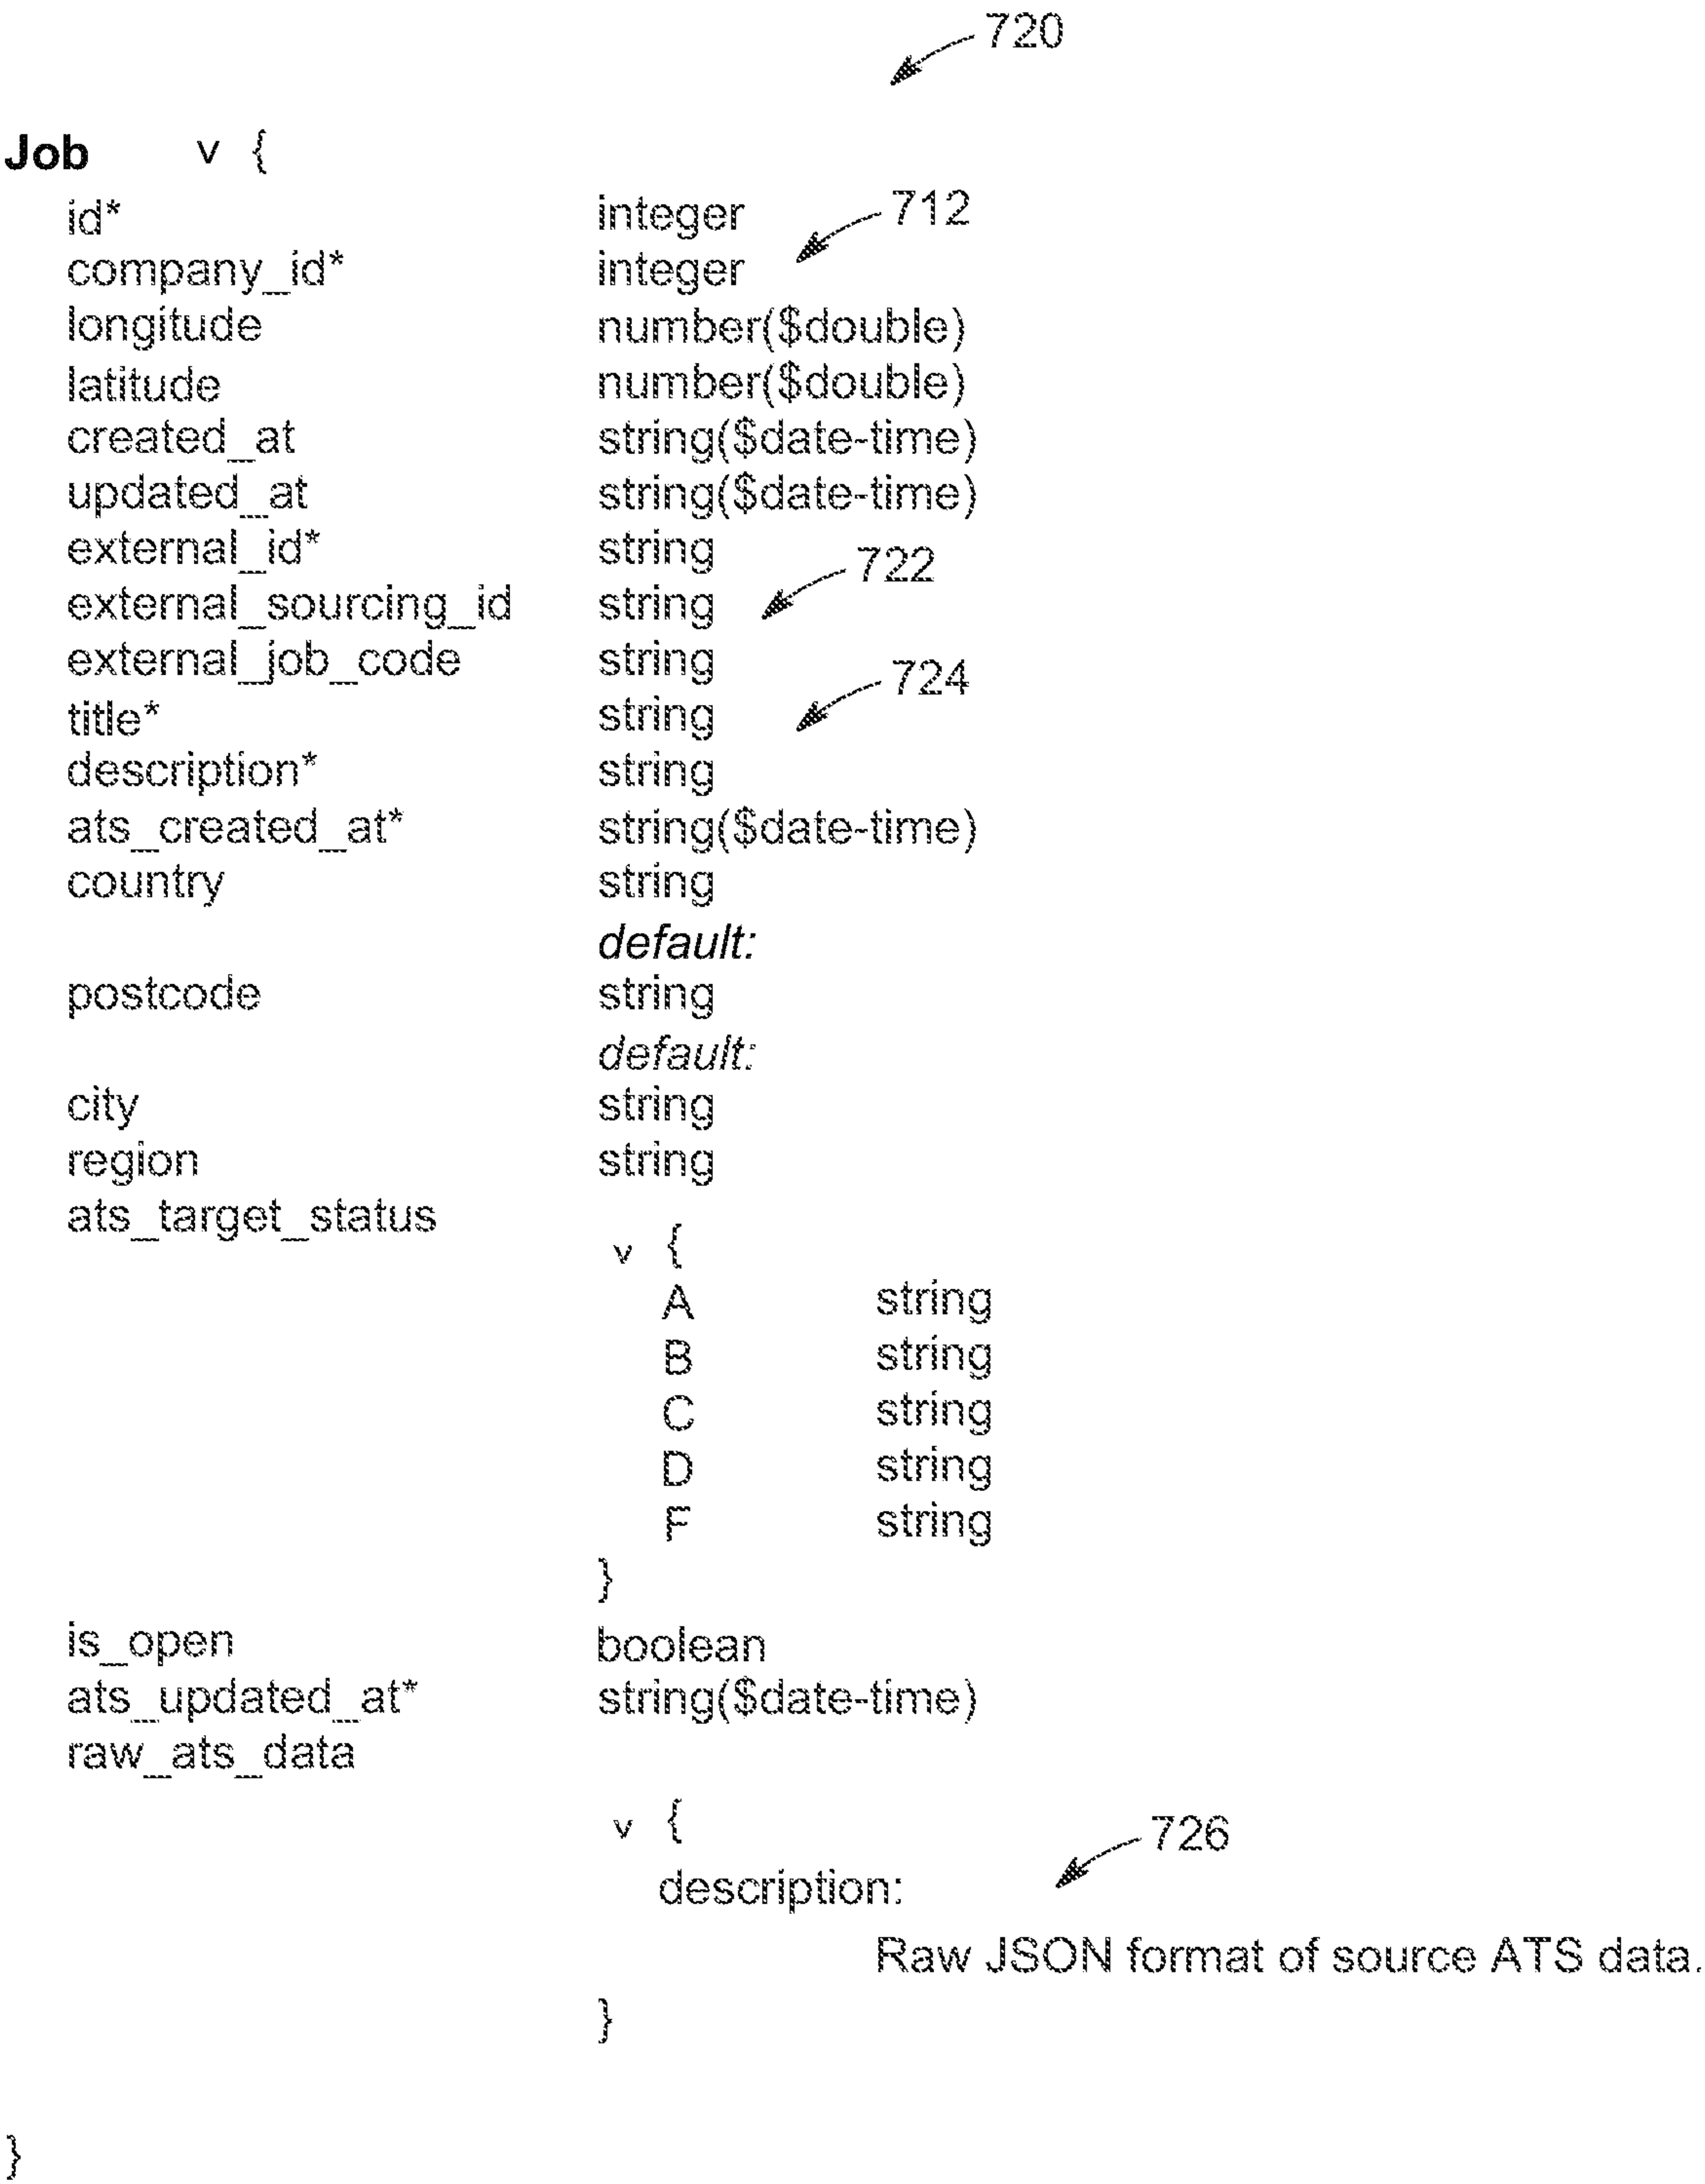 720
Job v {
id* integer 712
company_id* integer
longitude number($double)
latitude number($double)
created_at string($date-time)
updated_at string($date-time)
external_id* string 722
external_sourcing_id string
external_job_code string 724
title* string
description* string
ats_created_at* string($date-time)
country string
default:
postcode string
default:
city string
region string
ats_target_status
v {
A string
B string
C string
D string
F string
}
is_open boolean
ats_updated_at* string($date-time)
raw_ats_data
v { 726
description:
Raw JSON format of source ATS data.
}
}